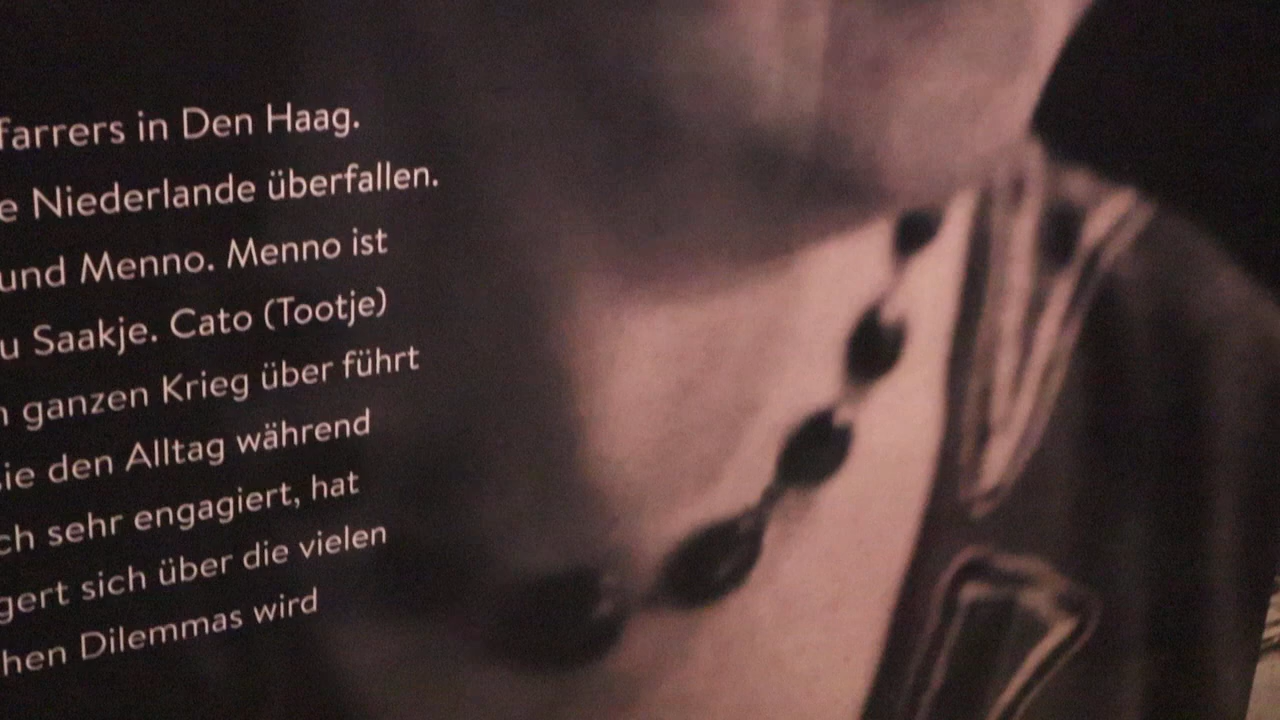 farrers in Den Haag.
e Niederlande überfallen.
und Menno. Menno ist
u Saakje. Cato (Tootje)
n ganzen Krieg über führt
ie den Alltag während
ch sehr engagiert, hat
gert sich über die vielen
hen Dilemmas wird